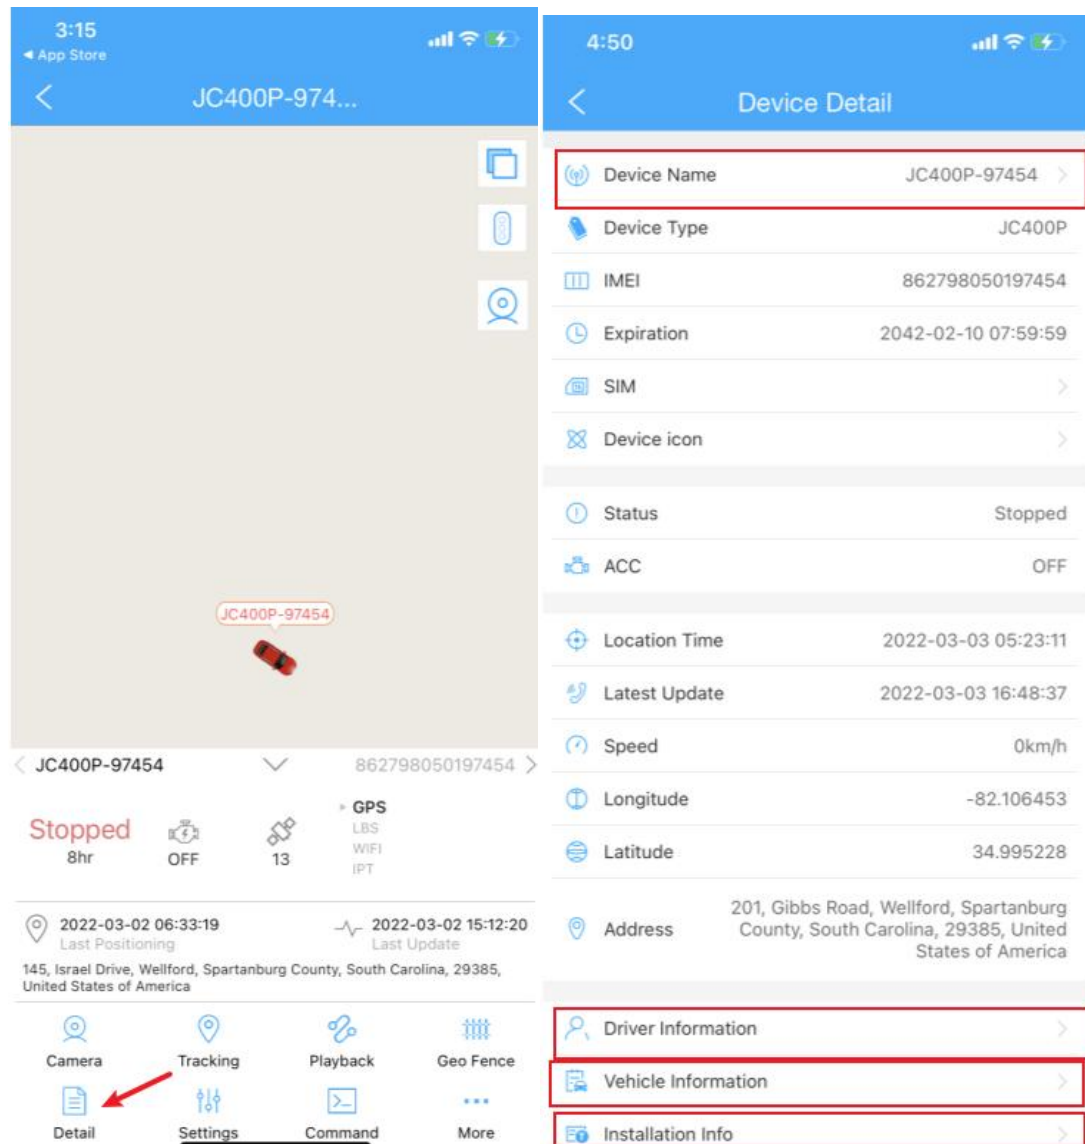 3:15
◄ App Store
JC400P-974...
JC400P-97454
JC400P-97454
862798050197454
Stopped
8hr
OFF
13
GPS
LBS
WIFI
IPT
2022-03-02 06:33:19
Last Positioning
2022-03-02 15:12:20
Last Update
145, Israel Drive, Wellford, Spartanburg County, South Carolina, 29385,
United States of America
Camera
Tracking
Playback
Geo Fence
Detail
Settings
Command
More
4:50
Device Detail
Device Name JC400P-97454
Device Type JC400P
IMEI 862798050197454
Expiration 2042-02-10 07:59:59
SIM
Device icon
Status Stopped
ACC OFF
Location Time 2022-03-03 05:23:11
Latest Update 2022-03-03 16:48:37
Speed 0km/h
Longitude -82.106453
Latitude 34.995228
Address
201, Gibbs Road, Wellford, Spartanburg
County, South Carolina, 29385, United
States of America
Driver Information
Vehicle Information
Installation Info